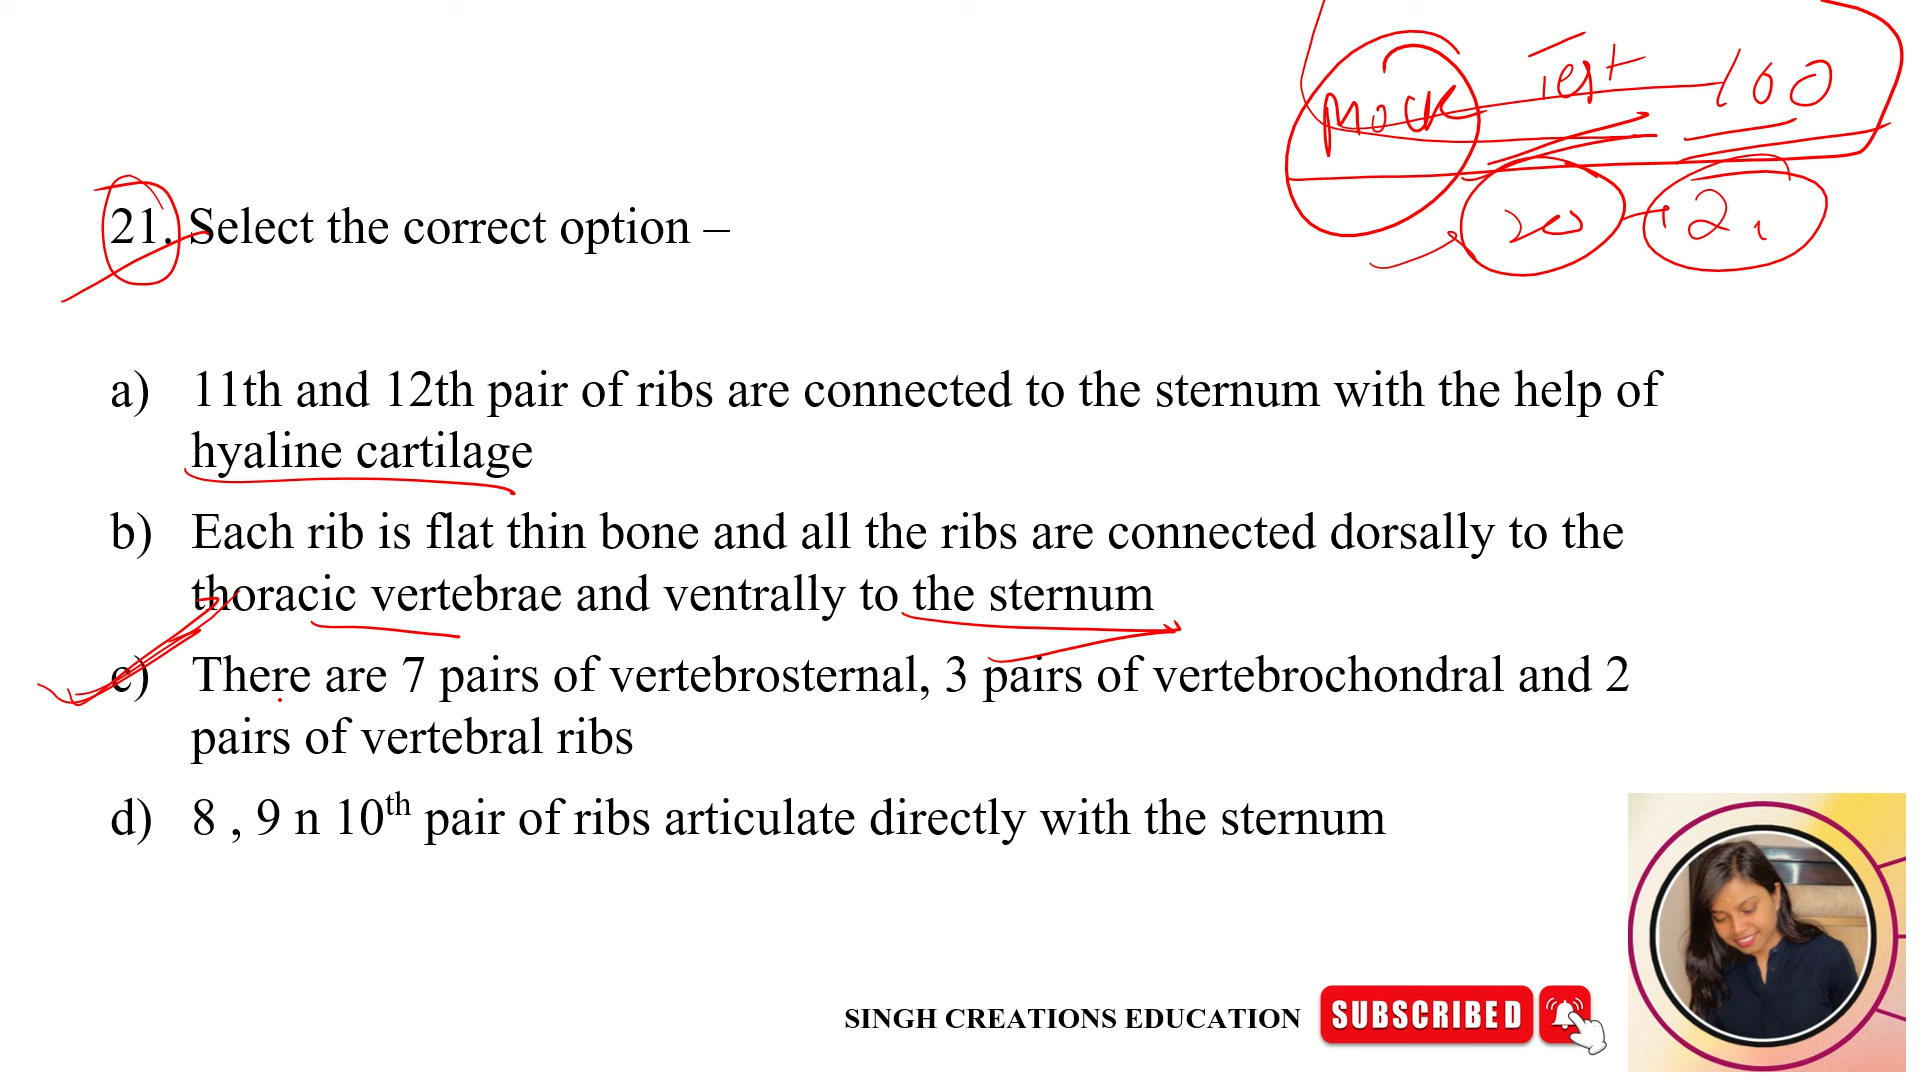 Mock Test 100
20 21
21. Select the correct option –
a) 11th and 12th pair of ribs are connected to the sternum with the help of
hyaline cartilage
b) Each rib is flat thin bone and all the ribs are connected dorsally to the
thoracic vertebrae and ventrally to the sternum
c) There are 7 pairs of vertebrosternal, 3 pairs of vertebrochondral and 2
pairs of vertebral ribs
d) 8 , 9 n 10th pair of ribs articulate directly with the sternum
SINGH CREATIONS EDUCATION SUBSCRIBED